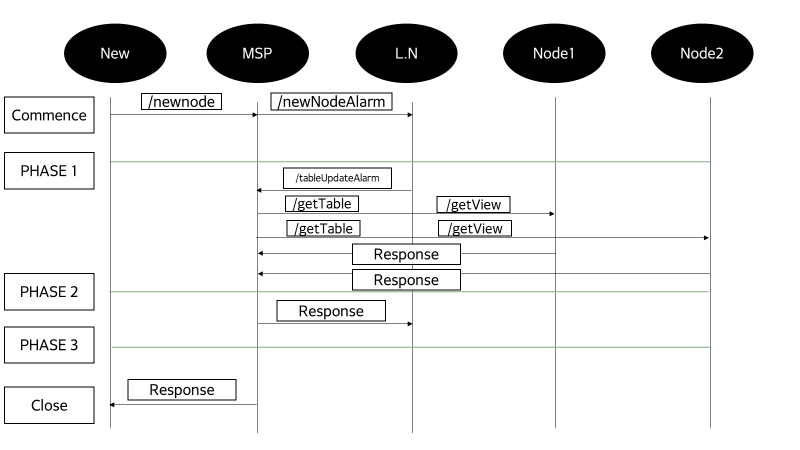 New
MSP
L.N
Node1
Node2
Commence
/newnode
/newNodeAlarm
PHASE 1
/tableUpdateAlarm
/getTable
/getView
/getTable
/getView
Response
Response
PHASE 2
Response
PHASE 3
Response
Close